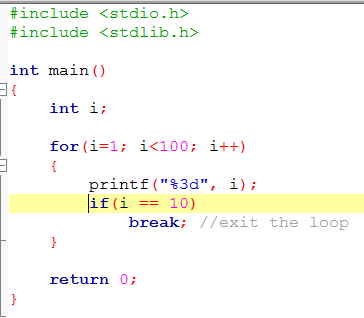 #include <stdio.h>
#include <stdlib.h>
int main()
{
int i;
for(i=1; i<100; i++)
{
printf("%3d", i);
if(i == 10)
break; //exit the loop
}
return 0;
}